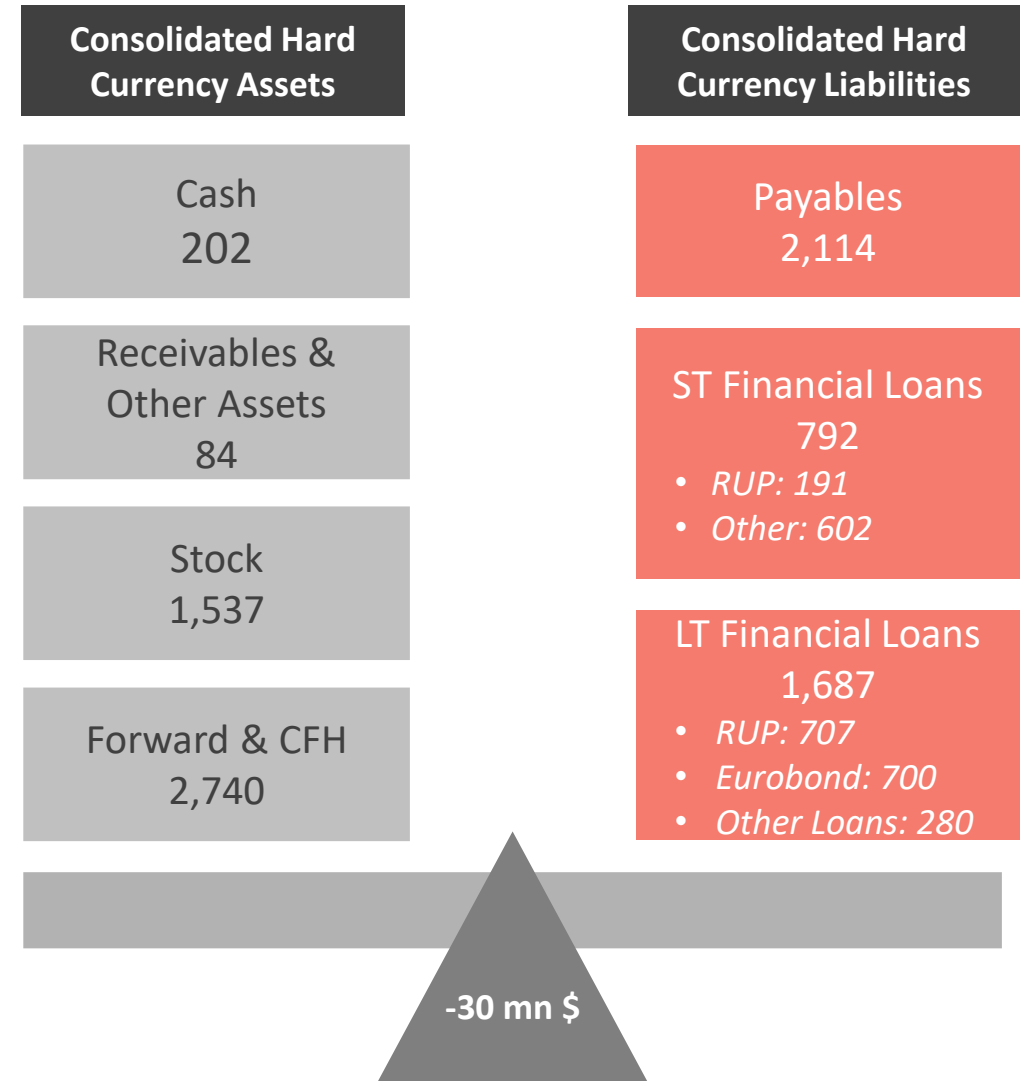 Consolidated Hard
Currency Assets
Cash
202
Receivables &
Other Assets
84
Stock
1,537
Forward & CFH
2,740
Consolidated Hard
Currency Liabilities
Payables
2,114
ST Financial Loans
792
• RUP: 191
• Other: 602
LT Financial Loans
1,687
• RUP: 707
• Eurobond: 700
• Other Loans: 280
-30 mn $